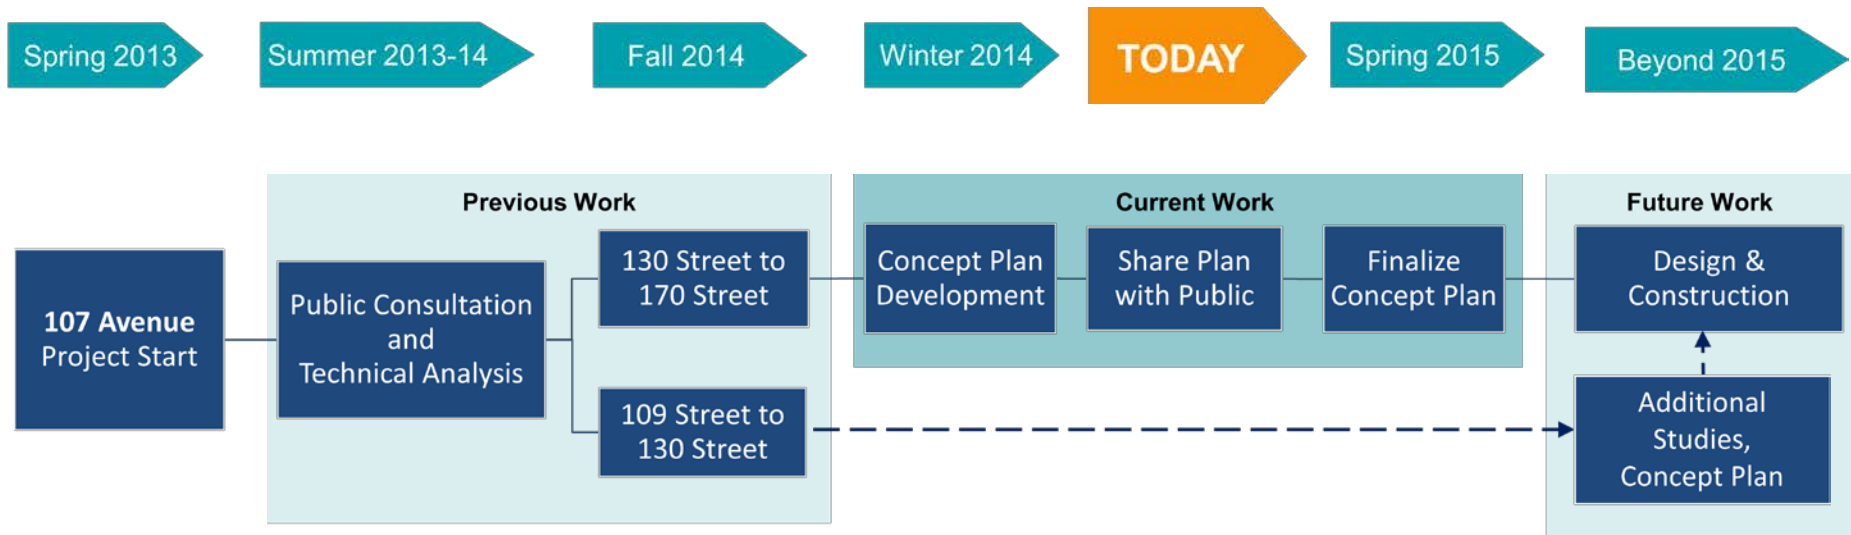 Spring 2013
Summer 2013-14
Fall 2014
Winter 2014
TODAY
Spring 2015
Beyond 2015
Previous Work
Current Work
Future Work
107 Avenue
Project Start
Public Consultation
and
Technical Analysis
130 Street to
170 Street
109 Street to
130 Street
Concept Plan
Development
Share Plan
with Public
Finalize
Concept Plan
Design &
Construction
Additional
Studies,
Concept Plan